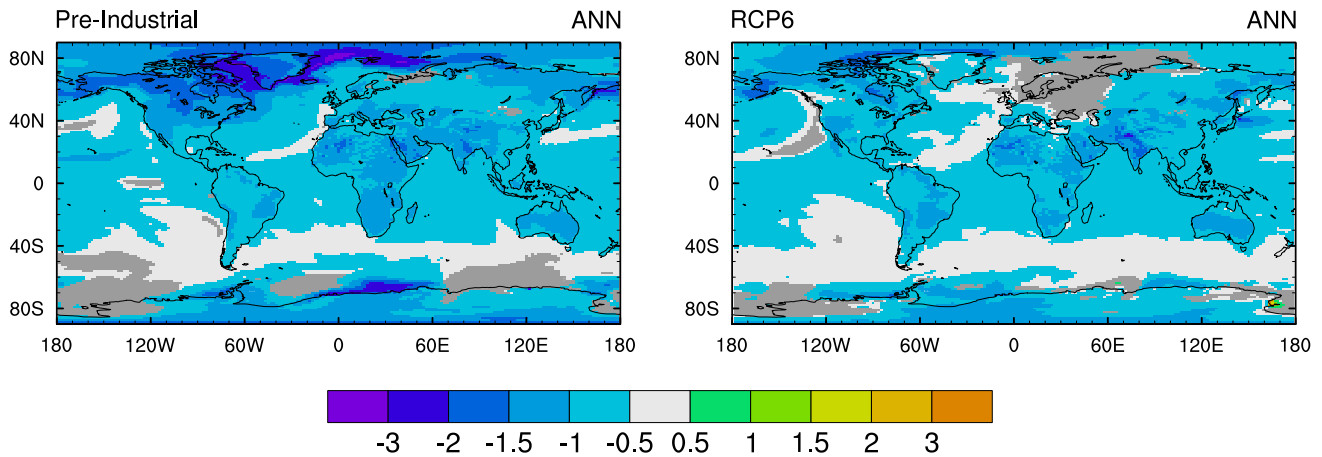 Pre-Industrial ANN RCP6 ANN
80N 80N
40N 40N
0 0
40S 40S
80S 80S
180 120W 60W 0 60E 120E 180 180 120W 60W 0 60E 120E 180
-3 -2 -1.5 -1 -0.5 0.5 1 1.5 2 3